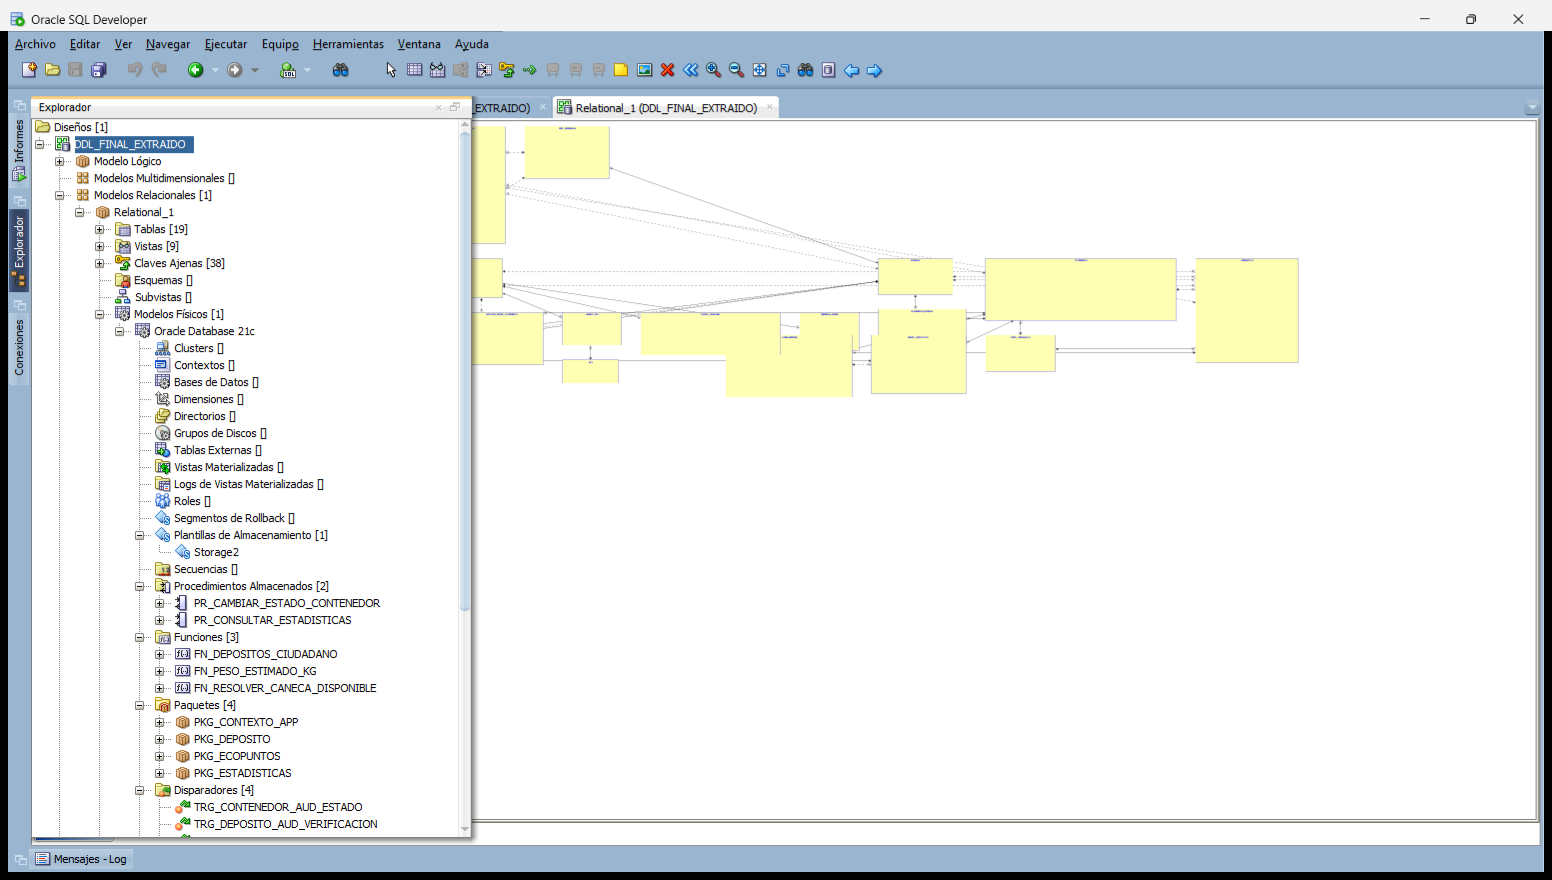 Oracle SQL Developer
Archivo Editar Ver Navegar Ejecutar Equipo Herramientas Ventana Ayuda
Explorador
_EXTRAIDO)
Relational_1 (DDL_FINAL_EXTRAIDO)
Informes
Explorador
Conexiones
Diseños [1]
DDL_FINAL_EXTRAIDO
Modelo Lógico
Modelos Multidimensionales []
Modelos Relacionales [1]
Relational_1
Tablas [19]
Vistas [9]
Claves Ajenas [38]
Esquemas []
Subvistas []
Modelos Físicos [1]
Oracle Database 21c
Clusters []
Contextos []
Bases de Datos []
Dimensiones []
Directorios []
Grupos de Discos []
Tablas Externas []
Vistas Materializadas []
Logs de Vistas Materializadas []
Roles []
Segmentos de Rollback []
Plantillas de Almacenamiento [1]
Storage2
Secuencias []
Procedimientos Almacenados [2]
PR_CAMBIAR_ESTADO_CONTENEDOR
PR_CONSULTAR_ESTADISTICAS
Funciones [3]
FN_DEPOSITOS_CIUDADANO
FN_PESO_ESTIMADO_KG
FN_RESOLVER_CANECA_DISPONIBLE
Paquetes [4]
PKG_CONTEXTO_APP
PKG_DEPOSITO
PKG_ECOPUNTOS
PKG_ESTADISTICAS
Disparadores [4]
TRG_CONTENEDOR_AUD_ESTADO
TRG_DEPOSITO_AUD_VERIFICACION
Mensajes - Log